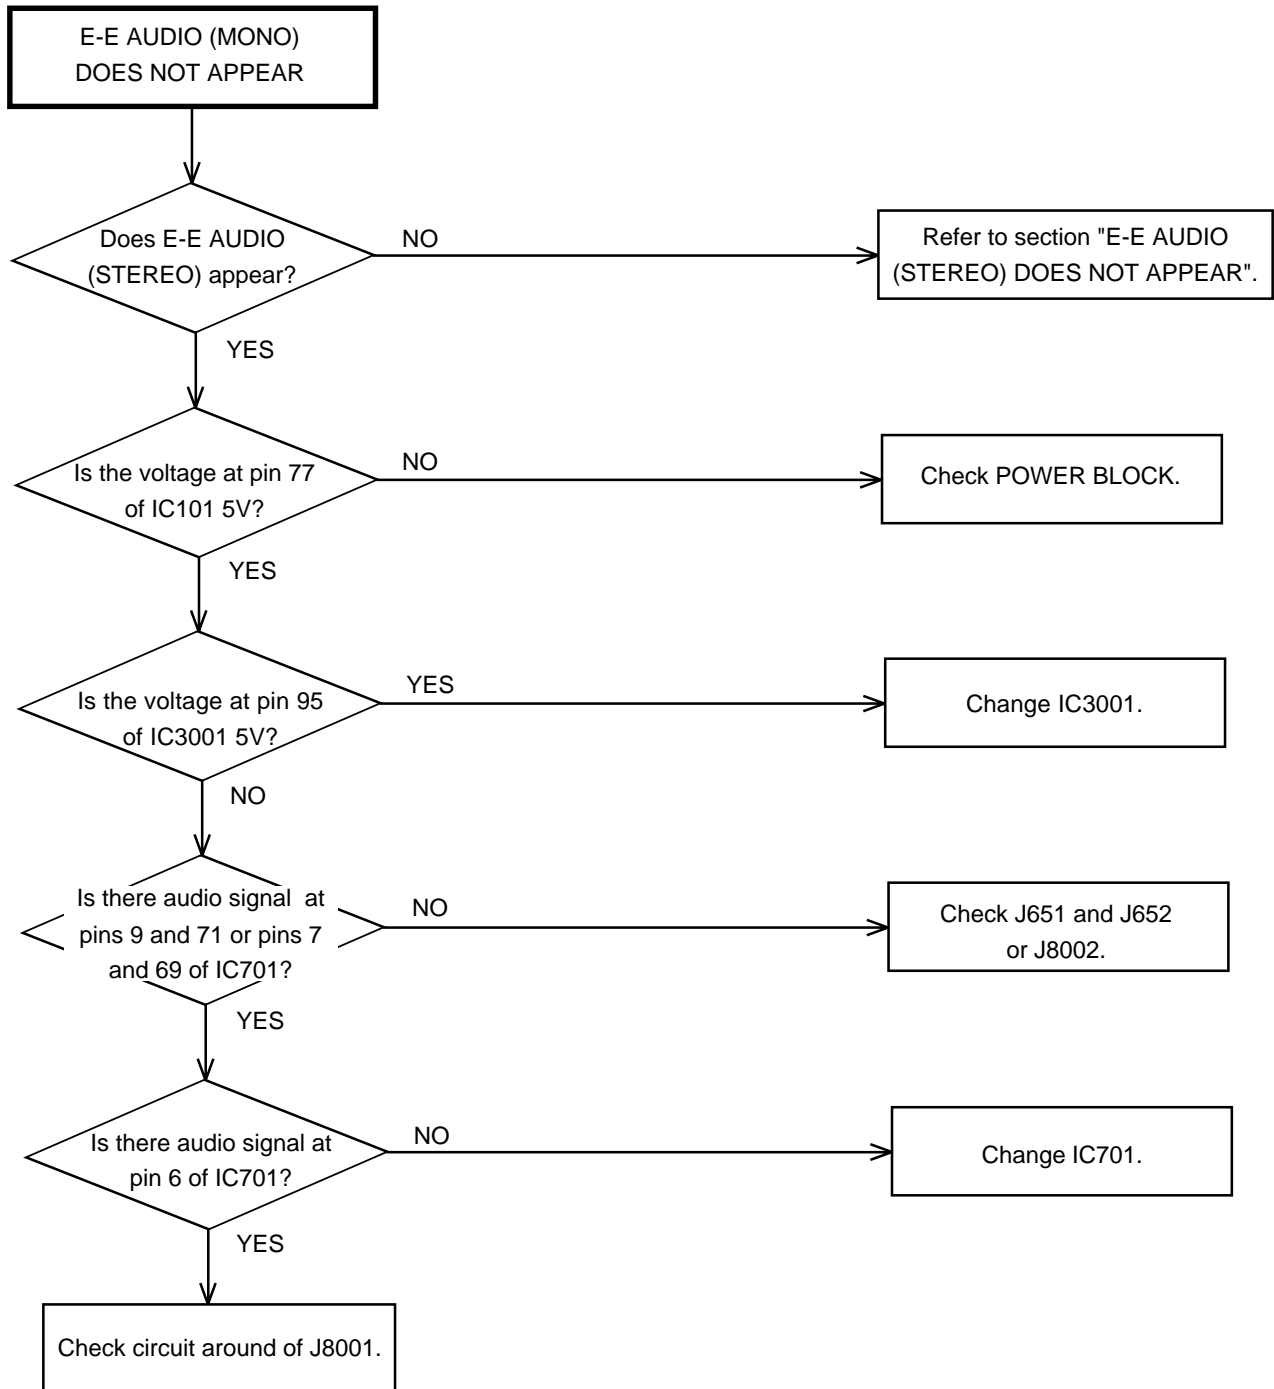 E-E AUDIO (MONO)
DOES NOT APPEAR
Does E-E AUDIO
(STEREO) appear?
NO
Refer to section "E-E AUDIO
(STEREO) DOES NOT APPEAR".
YES
Is the voltage at pin 77
of IC101 5V?
NO
Check POWER BLOCK.
YES
Is the voltage at pin 95
of IC3001 5V?
YES
Change IC3001.
NO
Is there audio signal  at
pins 9 and 71 or pins 7
and 69 of IC701?
NO
Check J651 and J652
or J8002.
YES
Is there audio signal at
pin 6 of IC701?
NO
Change IC701.
YES
Check circuit around of J8001.